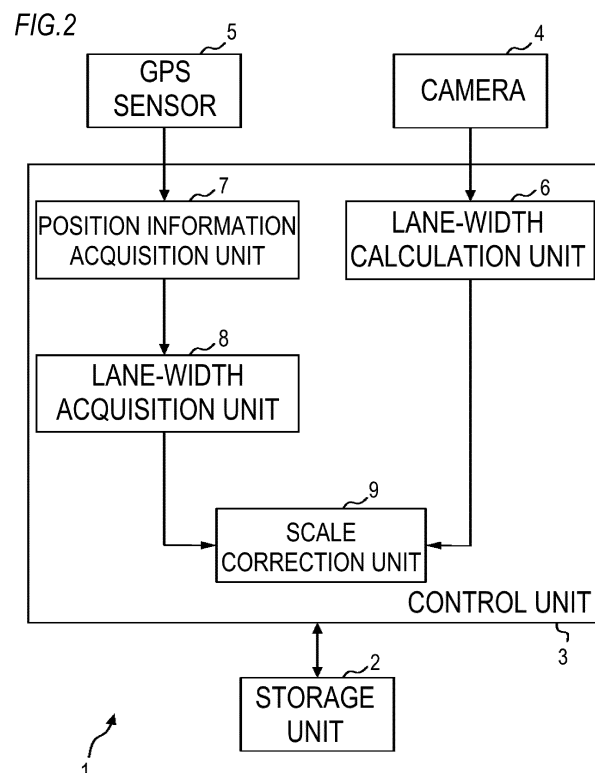 FIG.2
5
GPS
SENSOR
4
CAMERA
7
POSITION INFORMATION
ACQUISITION UNIT
6
LANE-WIDTH
CALCULATION UNIT
8
LANE-WIDTH
ACQUISITION UNIT
9
SCALE
CORRECTION UNIT
CONTROL UNIT
3
2
STORAGE
UNIT
1